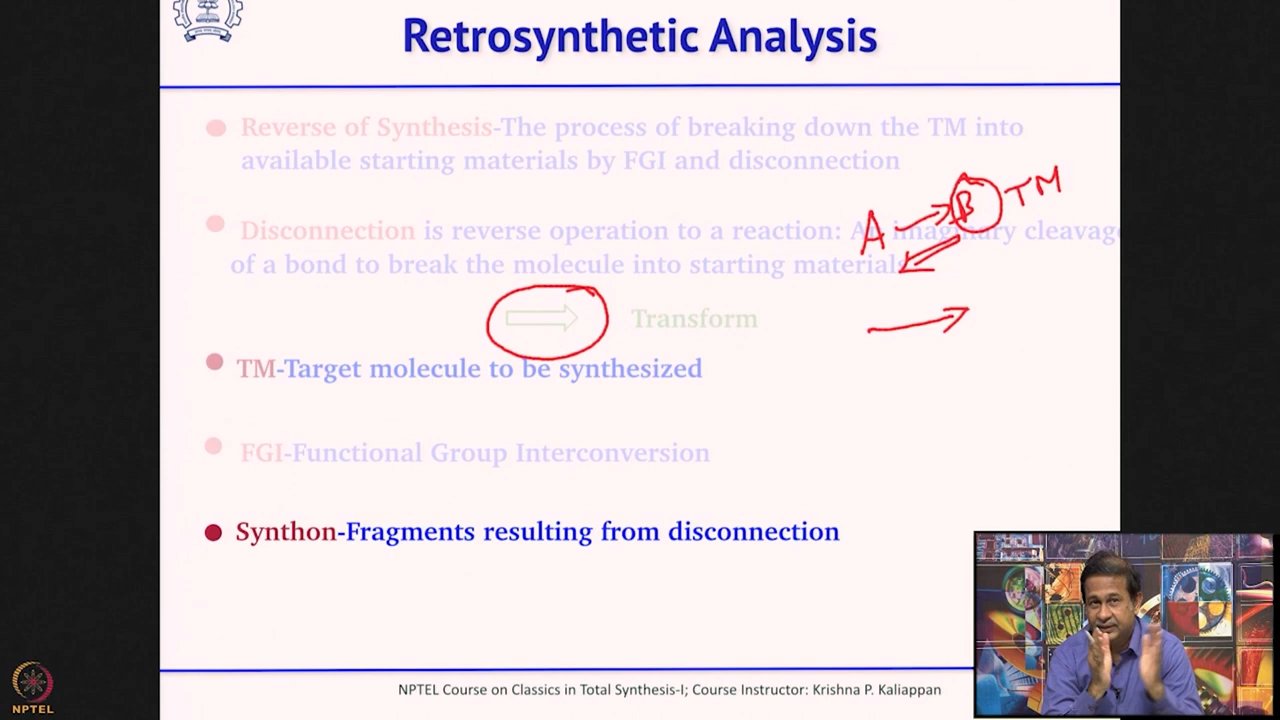 Retrosynthetic Analysis
Reverse of Synthesis-The process of breaking down the TM into
available starting materials by FGI and disconnection
A B TM
Disconnection is reverse operation to a reaction: An imaginary cleavag
of a bond to break the molecule into starting materials
Transform
TM-Target molecule to be synthesized
FGI-Functional Group Interconversion
Synthon-Fragments resulting from disconnection
NPTEL Course on Classics in Total Synthesis-I; Course Instructor: Krishna P. Kaliappan
NPTEL